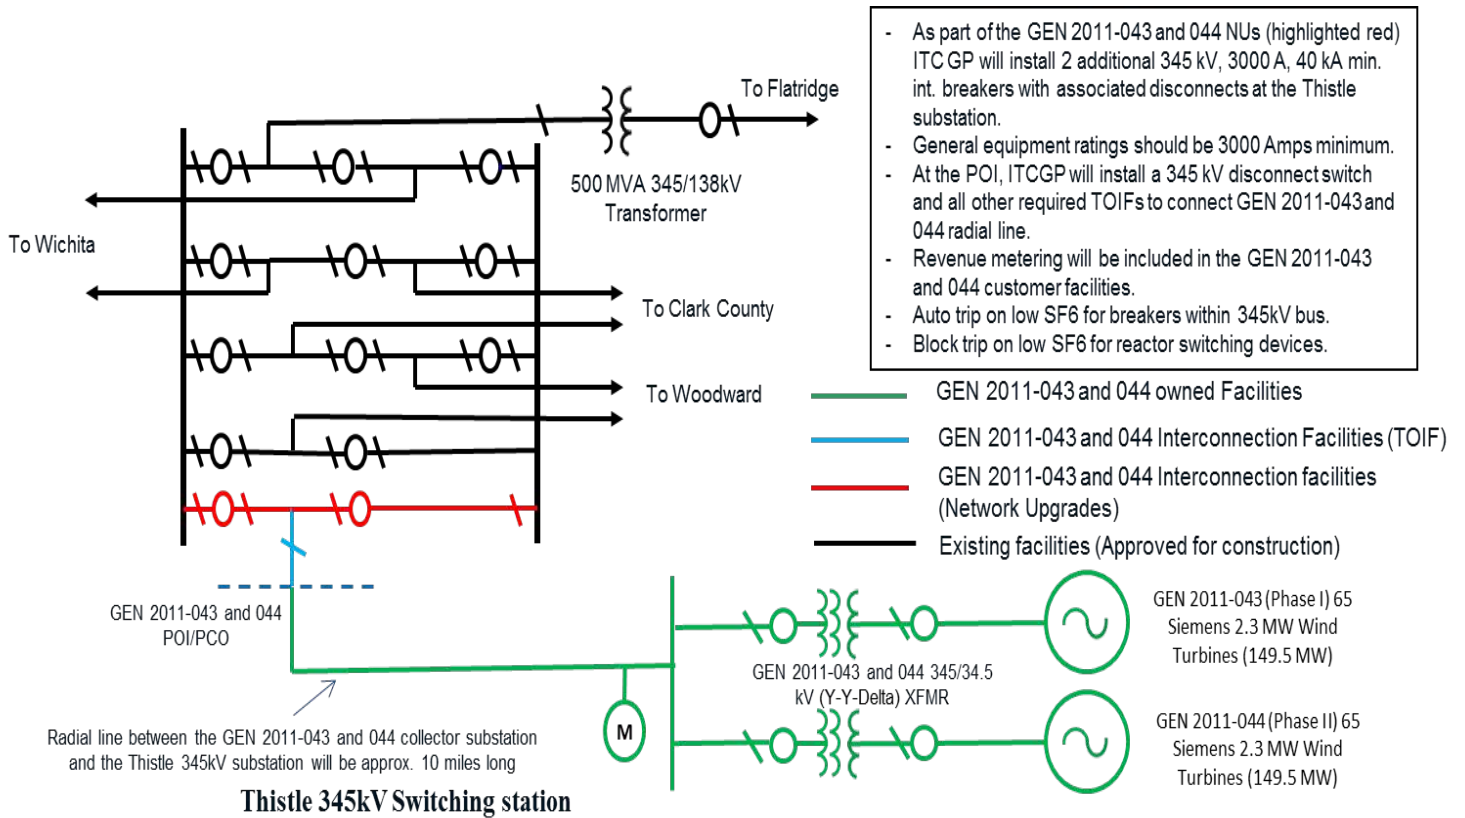 - As part of the GEN 2011-043 and 044 NUs (highlighted red)
ITC GP will install 2 additional 345 kV, 3000 A, 40 kA min.
int. breakers with associated disconnects at the Thistle
substation.
- General equipment ratings should be 3000 Amps minimum.
- At the POI, ITCGP will install a 345 kV disconnect switch
and all other required TOIFs to connect GEN 2011-043 and
044 radial line.
- Revenue metering will be included in the GEN 2011-043
and 044 customer facilities.
- Auto trip on low SF6 for breakers within 345kV bus.
- Block trip on low SF6 for reactor switching devices.
To Flatridge
500 MVA 345/138kV
Transformer
To Wichita
To Clark County
To Woodward
GEN 2011-043 and 044 owned Facilities
GEN 2011-043 and 044 Interconnection Facilities (TOIF)
GEN 2011-043 and 044 Interconnection facilities
(Network Upgrades)
Existing facilities (Approved for construction)
GEN 2011-043 and 044
POI/PCO
GEN 2011-043 (Phase I) 65
Siemens 2.3 MW Wind
Turbines (149.5 MW)
GEN 2011-043 and 044 345/34.5
kV (Y-Y-Delta) XFMR
M
GEN 2011-044 (Phase II) 65
Siemens 2.3 MW Wind
Turbines (149.5 MW)
Radial line between the GEN 2011-043 and 044 collector substation
and the Thistle 345kV substation will be approx. 10 miles long
Thistle 345kV Switching station